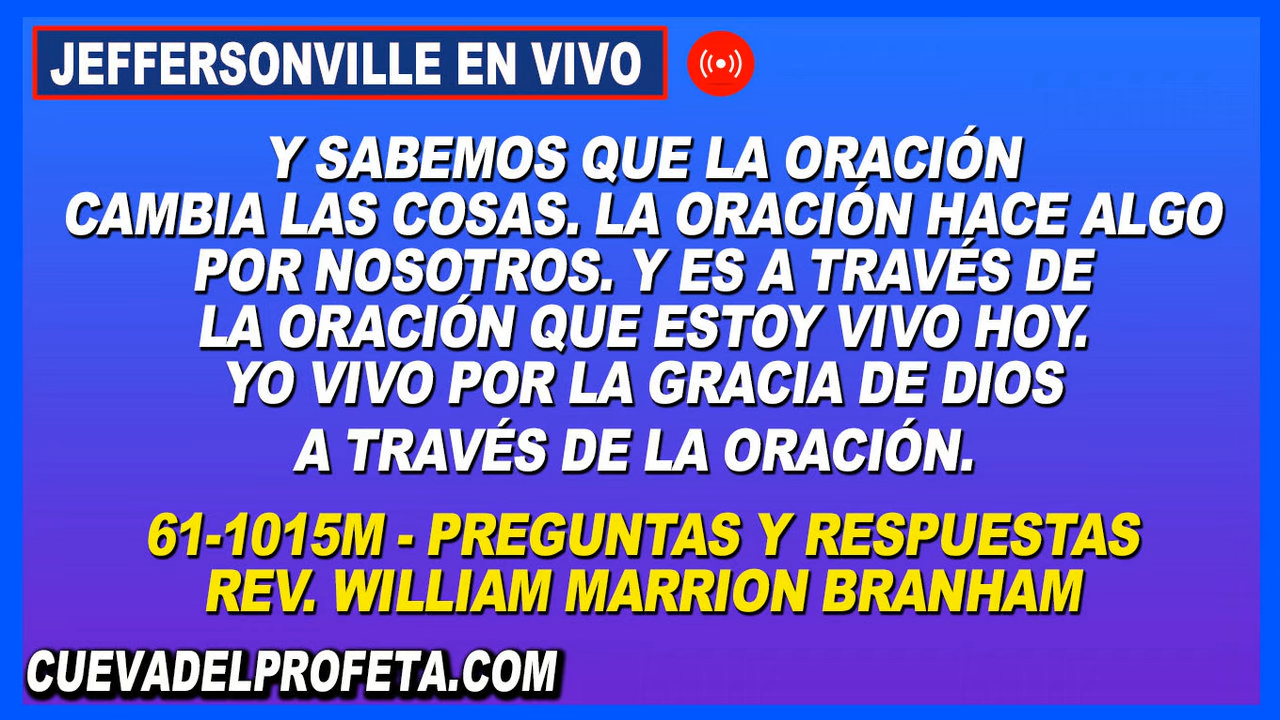 JEFFERSONVILLE EN VIVO
Y SABEMOS QUE LA ORACIÓN
CAMBIA LAS COSAS. LA ORACIÓN HACE ALGO
POR NOSOTROS. Y ES A TRAVÉS DE
LA ORACIÓN QUE ESTOY VIVO HOY.
YO VIVO POR LA GRACIA DE DIOS
A TRAVÉS DE LA ORACIÓN.
61-1015M - PREGUNTAS Y RESPUESTAS
REV. WILLIAM MARRION BRANHAM
CUEVADELPROFETA.COM